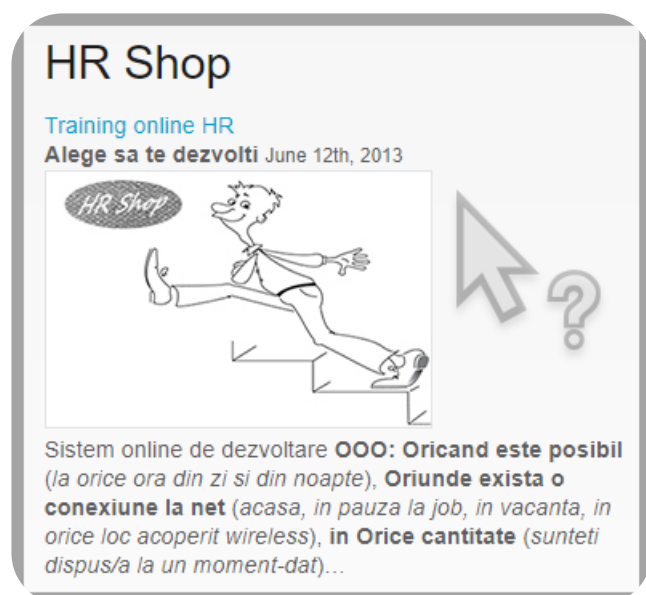 HR Shop
Training online HR
Alege sa te dezvolti June 12th, 2013
HR Shop
Sistem online de dezvoltare OOO: Oricand este posibil
(la orice ora din zi si din noapte), Oriunde exista o
conexiune la net (acasa, in pauza la job, in vacanta, in
orice loc acoperit wireless), in Orice cantitate (sunteti
dispus/a la un moment-dat)...